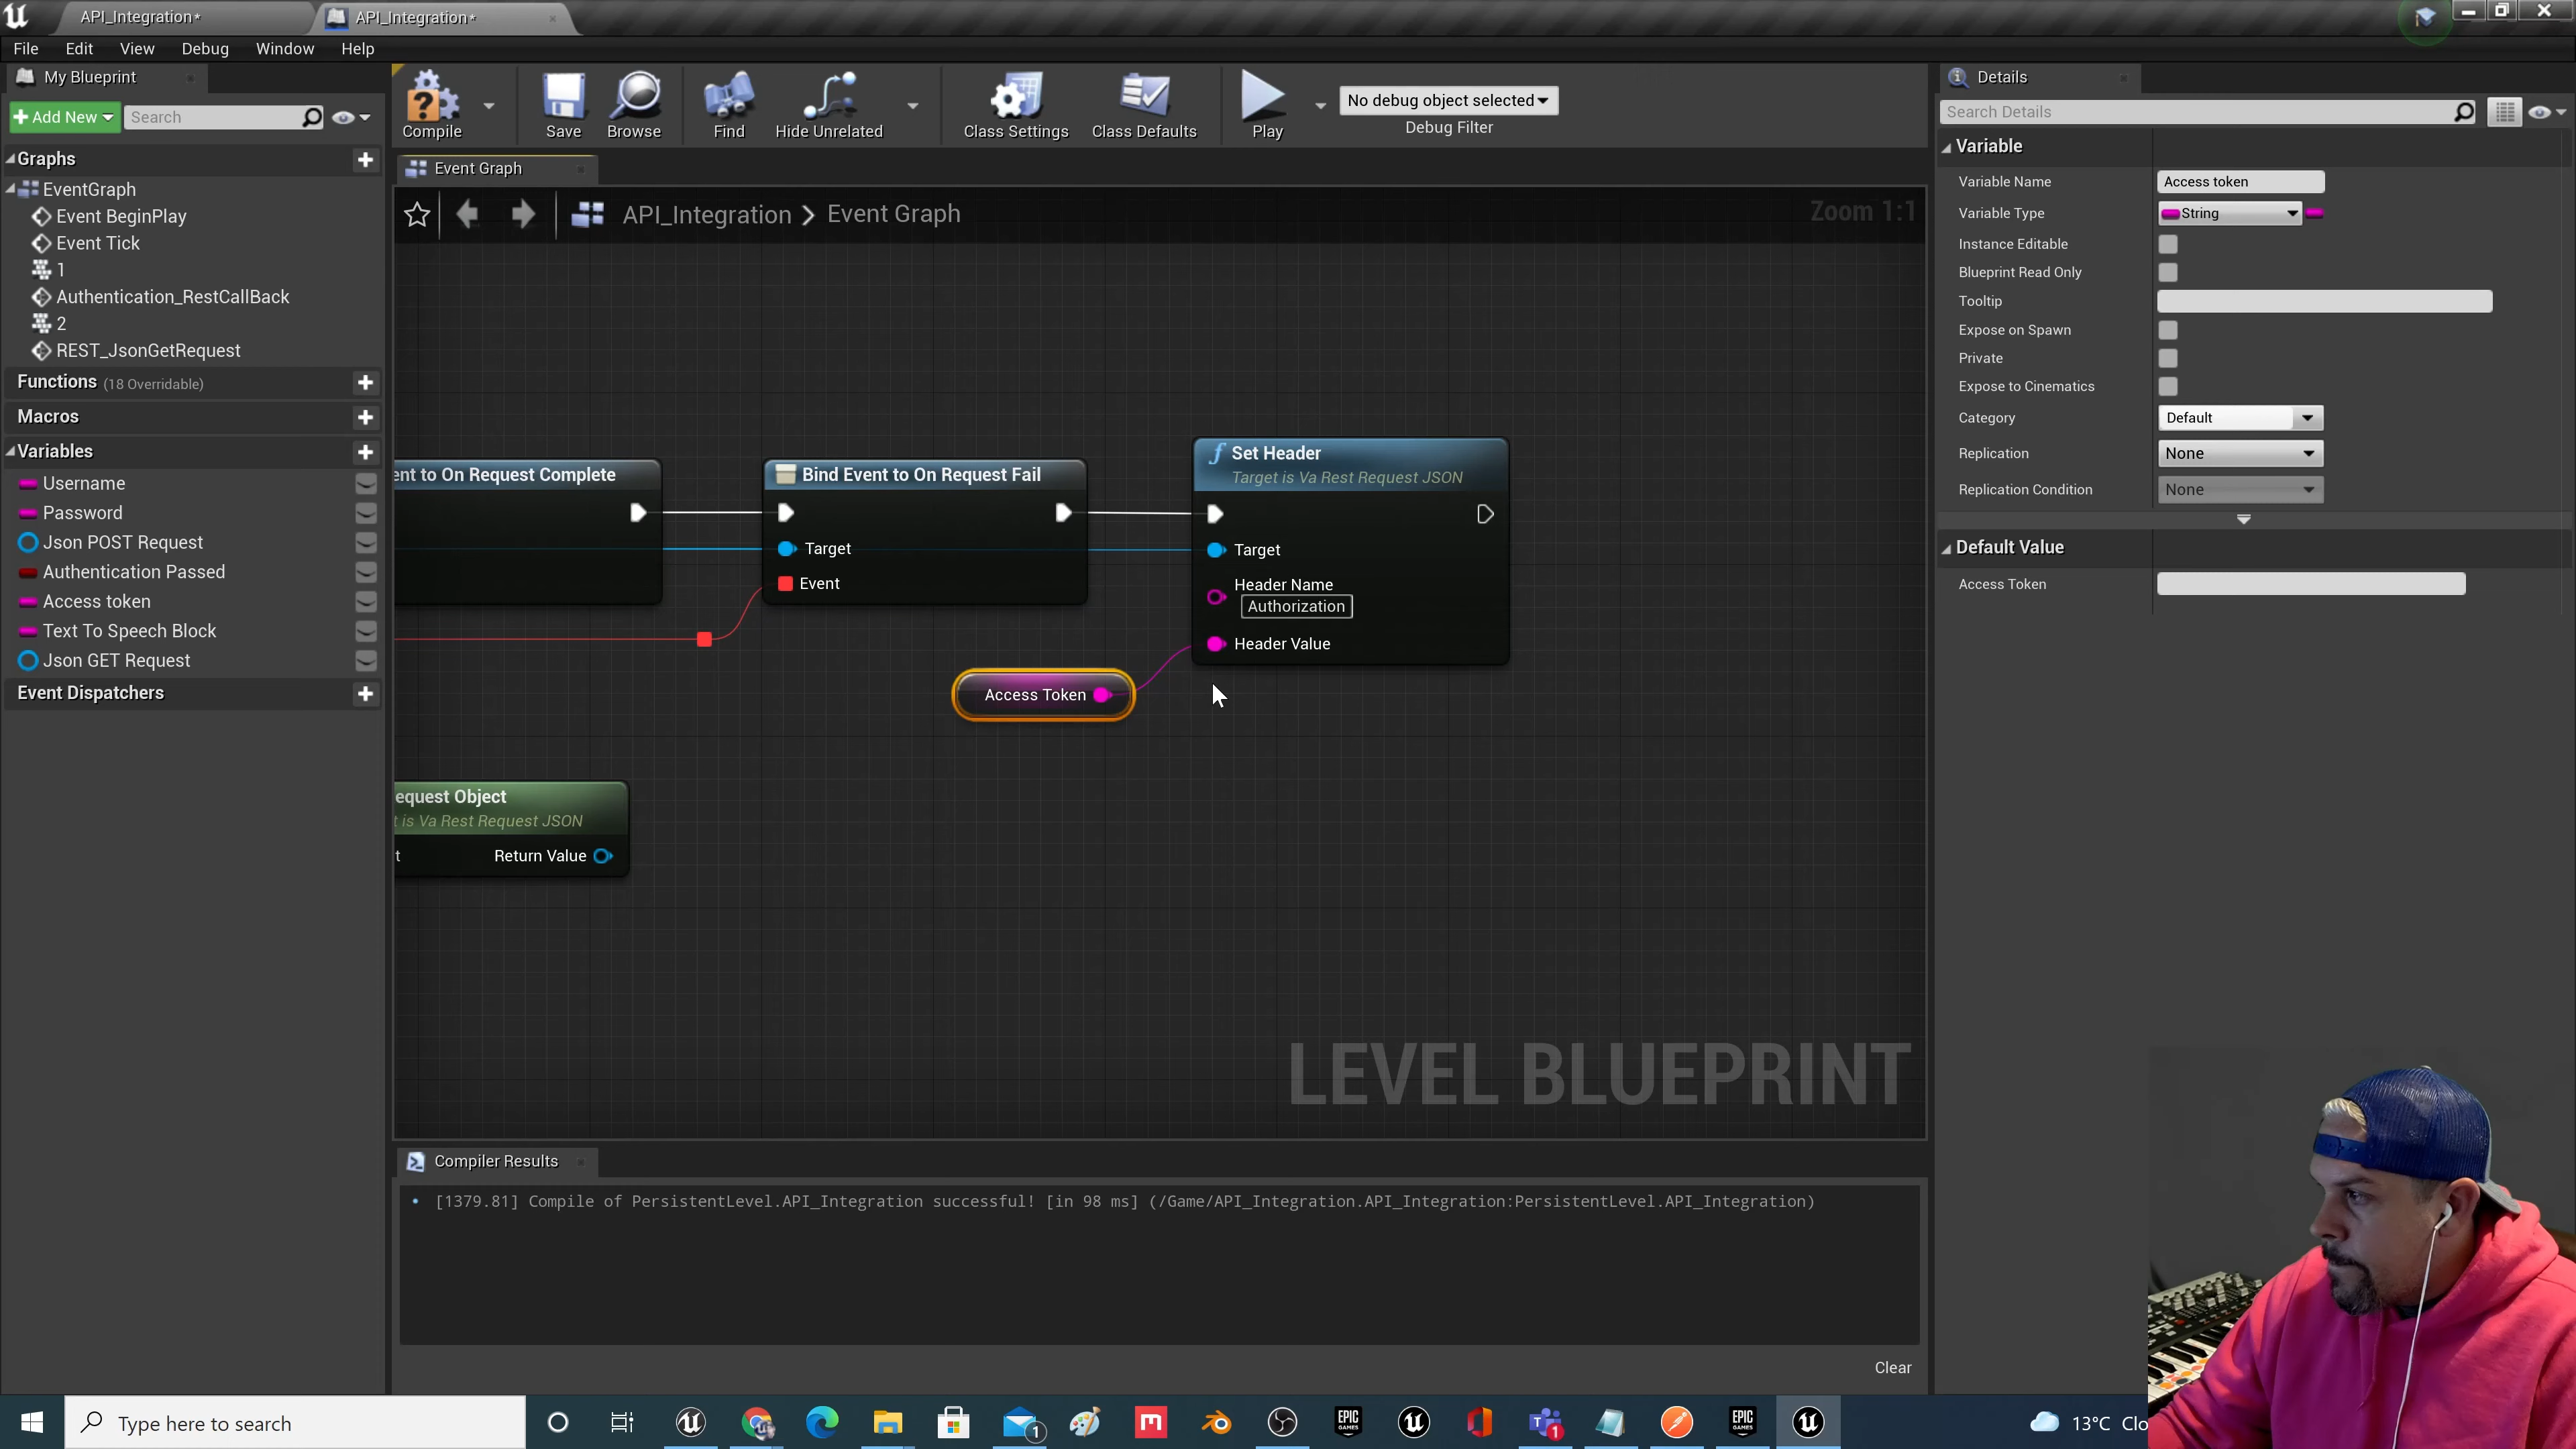 API_Integration*
API_Integration*
File Edit View Debug Window Help
My Blueprint
Add New
Search
Graphs
EventGraph
Event BeginPlay
Event Tick
1
Authentication_RestCallBack
2
REST_JsonGetRequest
Functions (18 Overridable)
Macros
Variables
Username
Password
Json POST Request
Authentication Passed
Access token
Text To Speech Block
Json GET Request
Event Dispatchers
Compile
Save
Browse
Find
Hide Unrelated
Class Settings
Class Defaults
Play
No debug object selected
Debug Filter
Event Graph
API_Integration > Event Graph
Zoom 1:1
ent to On Request Complete
Bind Event to On Request Fail
Target
Event
Set Header
Target is Va Rest Request JSON
Target
Header Name
Authorization
Header Value
Access Token
equest Object
t is Va Rest Request JSON
t
Return Value
LEVEL BLUEPRINT
Compiler Results
• [1379.81] Compile of PersistentLevel.API_Integration successful! [in 98 ms] (/Game/API_Integration.API_Integration:PersistentLevel.API_Integration)
Clear
Details
Search Details
Variable
Variable Name Access token
Variable Type String
Instance Editable
Blueprint Read Only
Tooltip
Expose on Spawn
Private
Expose to Cinematics
Category Default
Replication None
Replication Condition None
Default Value
Access Token
Type here to search
1
EPIC GAMES
1
EPIC GAMES
13°C Clo